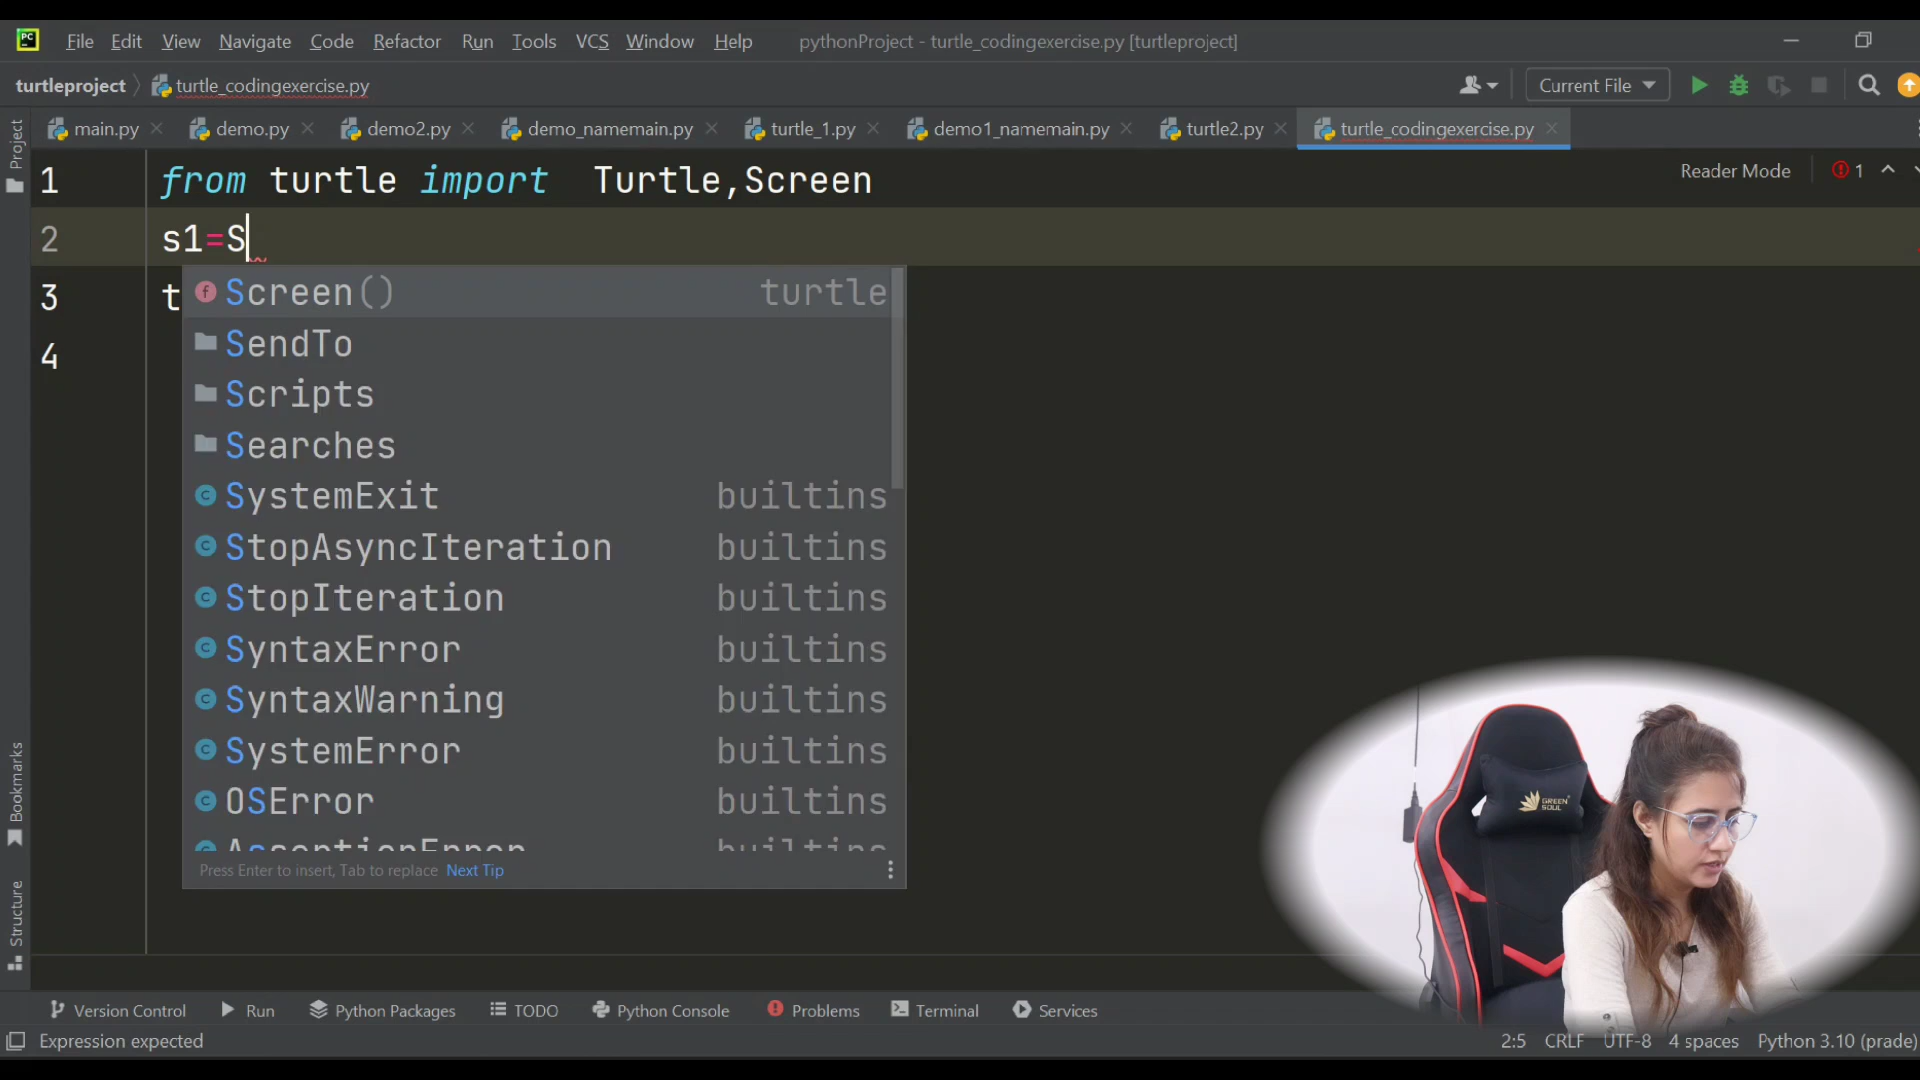 PC
File Edit View Navigate Code Refactor Run Tools VCS Window Help pythonProject - turtle_codingexercise.py [turtleproject]
turtleproject turtle_codingexercise.py Current File
main.py demo.py demo2.py demo_namemain.py turtle_1.py demo1_namemain.py turtle2.py turtle_codingexercise.py
Project
Reader Mode 1
1 from turtle import Turtle,Screen
2 s1=S
3 t
4
Screen() turtle
SendTo
Scripts
Searches
SystemExit builtins
StopAsyncIteration builtins
StopIteration builtins
SyntaxError builtins
SyntaxWarning builtins
SystemError builtins
OSError builtins
AssertionError builtins
Press Enter to insert, Tab to replace Next Tip
Bookmarks
Structure
GREEN
SOUL
Version Control Run Python Packages TODO Python Console Problems Terminal Services
Expression expected 2:5 CRLF UTF-8 4 spaces Python 3.10 (prade)